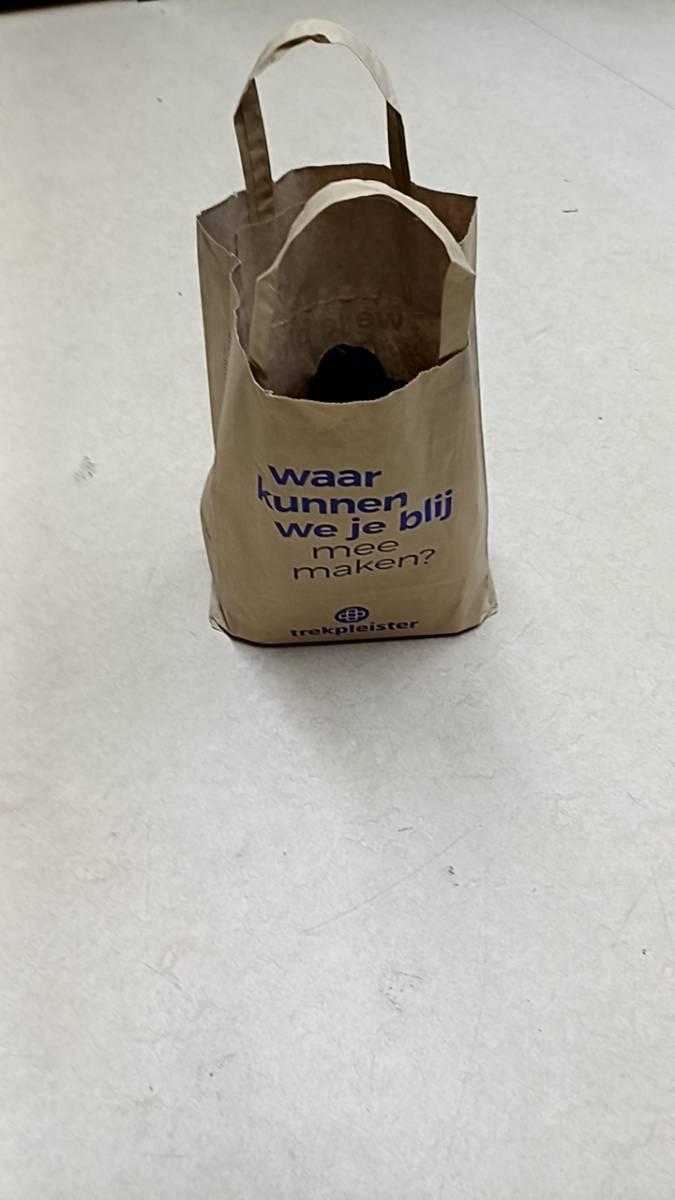 waar
kunnen
we je blij
mee
maken?
trekpleister